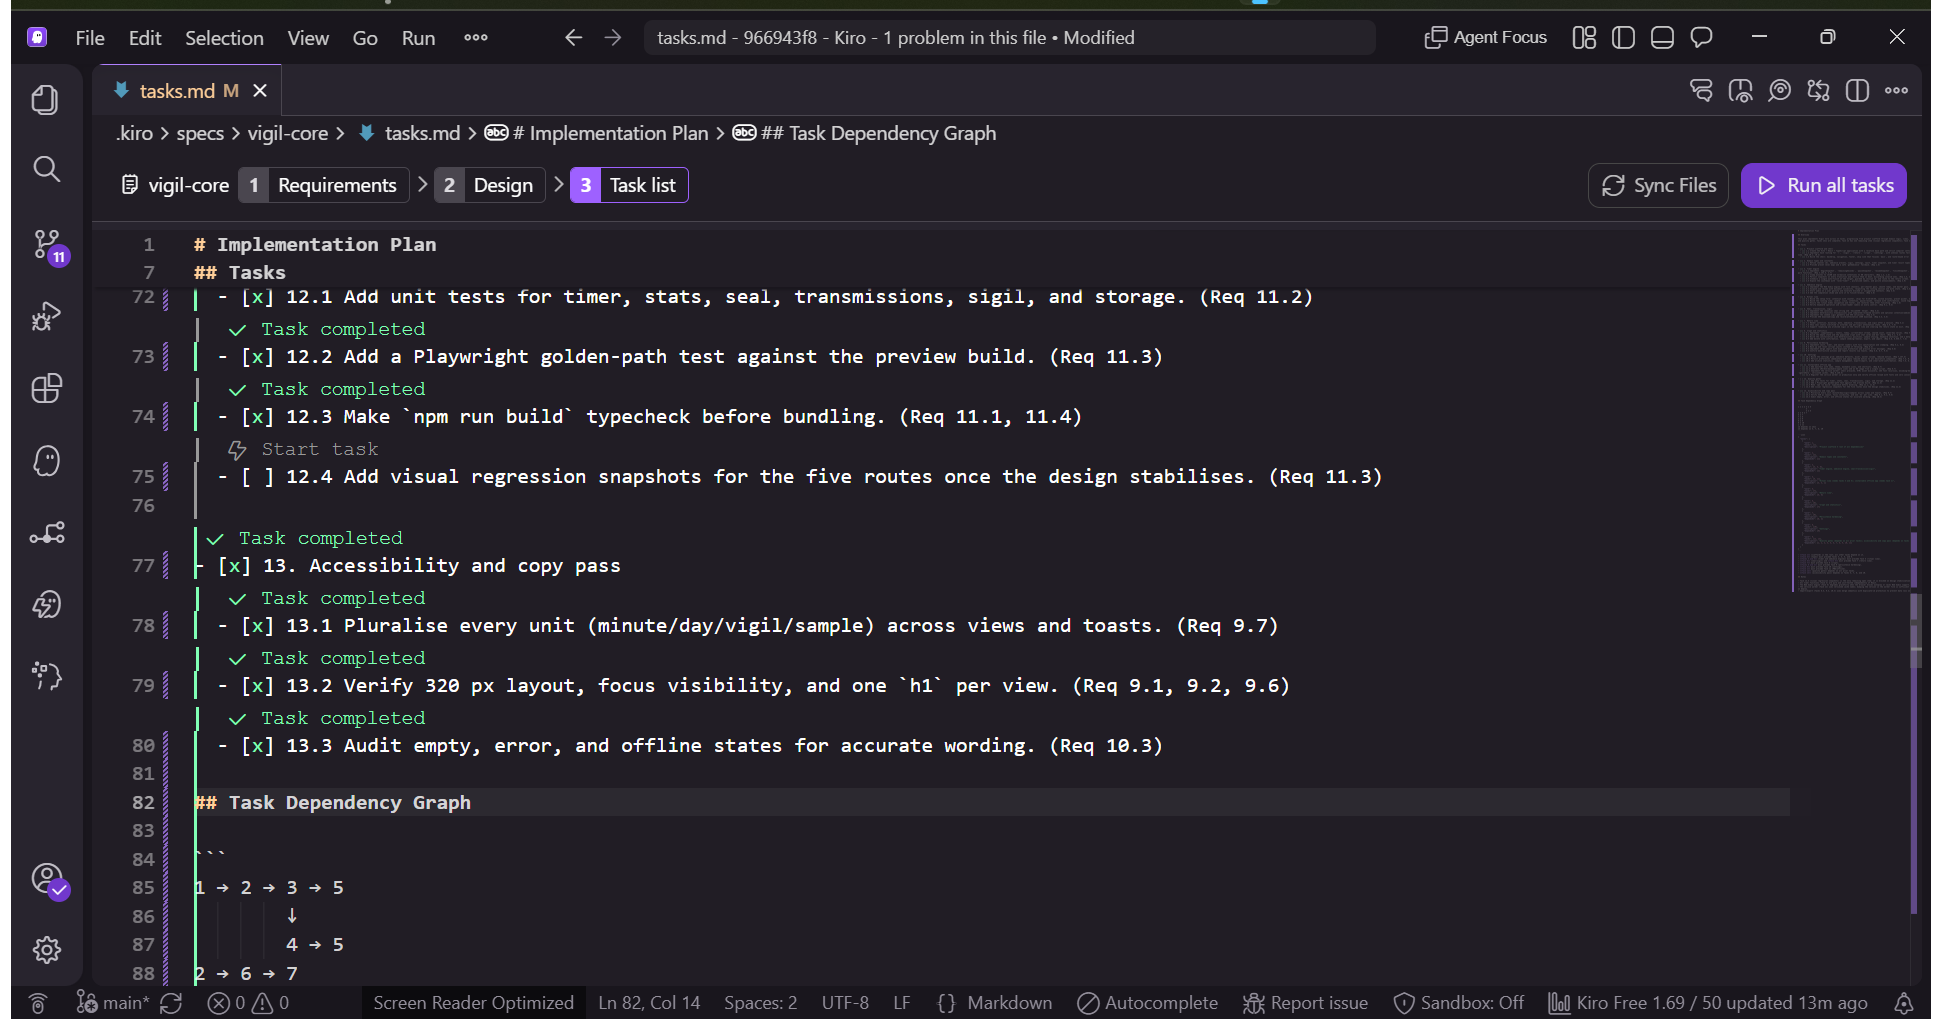 File Edit Selection View Go Run
tasks.md - 966943f8 - Kiro - 1 problem in this file • Modified
Agent Focus
tasks.md M
.kiro > specs > vigil-core > tasks.md > abc # Implementation Plan > abc ## Task Dependency Graph
vigil-core 1 Requirements > 2 Design > 3 Task list
Sync Files
Run all tasks
1 # Implementation Plan
7 ## Tasks
72 - [x] 12.1 Add unit tests for timer, stats, seal, transmissions, sigil, and storage. (Req 11.2)
✓ Task completed
73 - [x] 12.2 Add a Playwright golden-path test against the preview build. (Req 11.3)
✓ Task completed
74 - [x] 12.3 Make `npm run build` typecheck before bundling. (Req 11.1, 11.4)
Start task
75 - [ ] 12.4 Add visual regression snapshots for the five routes once the design stabilises. (Req 11.3)
76
✓ Task completed
77 - [x] 13. Accessibility and copy pass
✓ Task completed
78 - [x] 13.1 Pluralise every unit (minute/day/vigil/sample) across views and toasts. (Req 9.7)
✓ Task completed
79 - [x] 13.2 Verify 320 px layout, focus visibility, and one `h1` per view. (Req 9.1, 9.2, 9.6)
✓ Task completed
80 - [x] 13.3 Audit empty, error, and offline states for accurate wording. (Req 10.3)
81
82 ## Task Dependency Graph
83
84 ```
85 1 → 2 → 3 → 5
86 ↓
87 4 → 5
88 2 → 6 → 7
11
main* 0 0 Screen Reader Optimized Ln 82, Col 14 Spaces: 2 UTF-8 LF {} Markdown Autocomplete Report issue Sandbox: Off Kiro Free 1.69 / 50 updated 13m ago